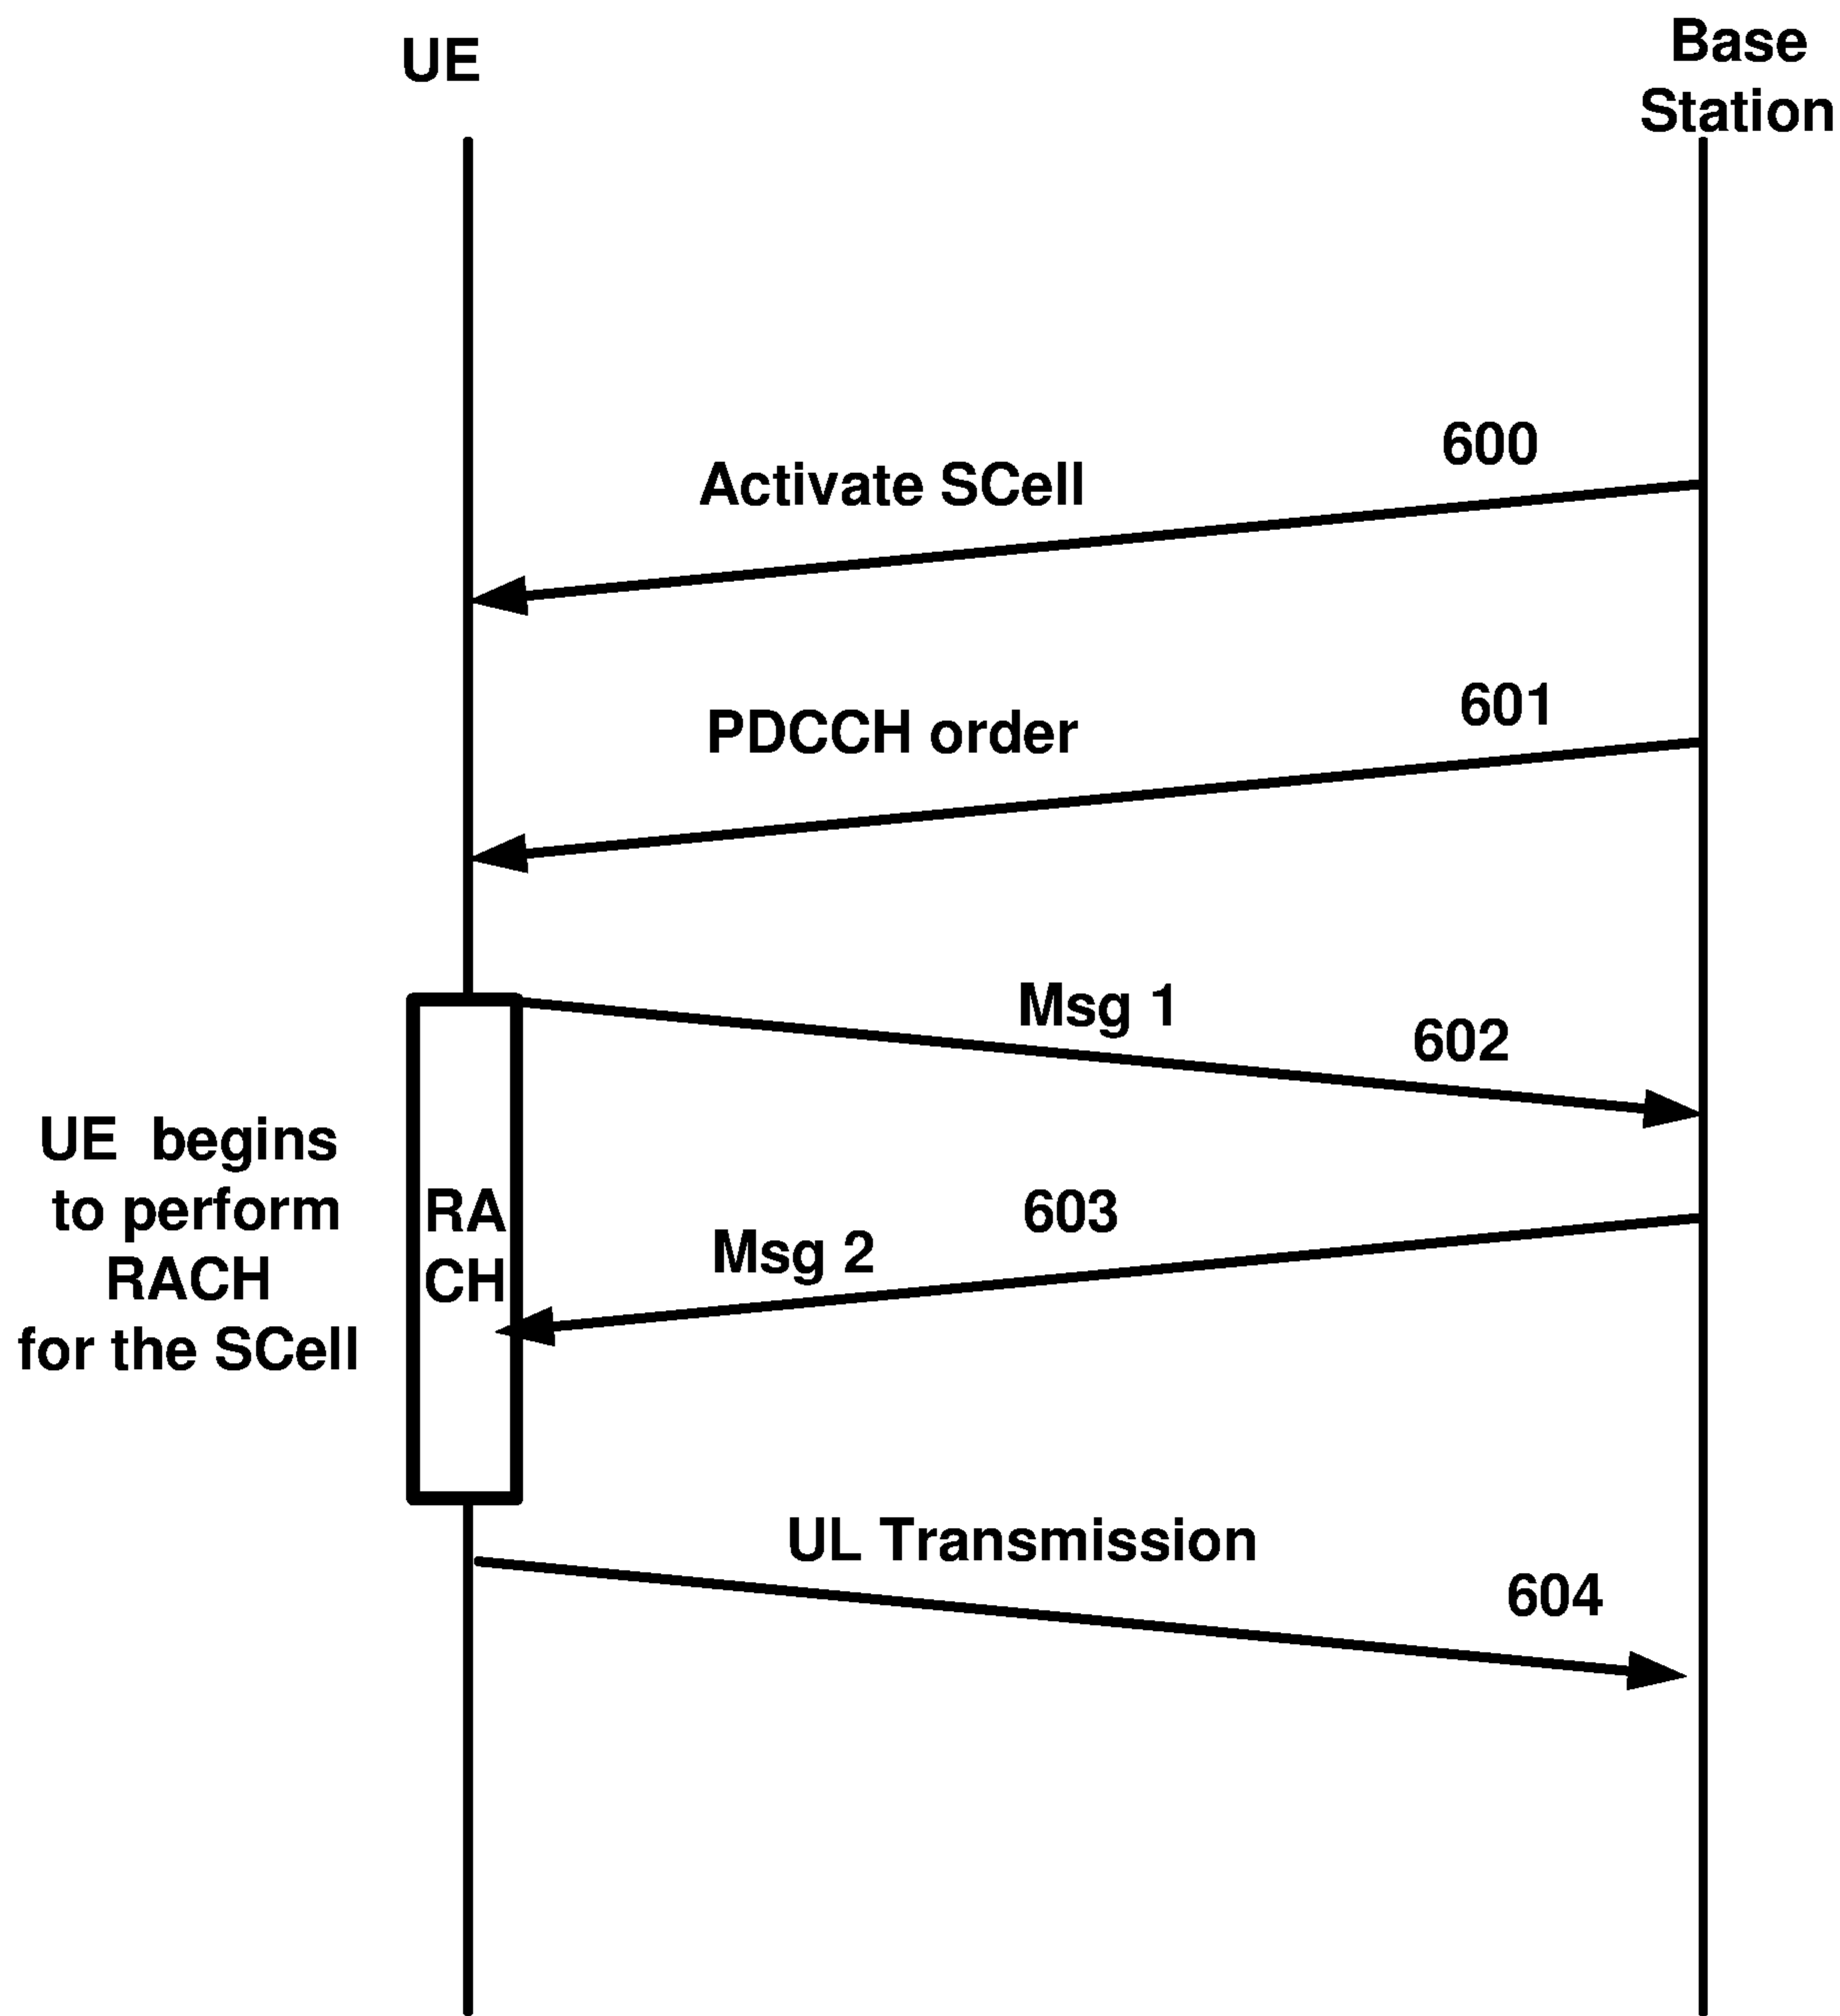 UE
Base
Station
600
Activate SCell
601
PDCCH order
Msg 1
602
UE begins
to perform
RACH
for the SCell
RA
CH
603
Msg 2
UL Transmission
604